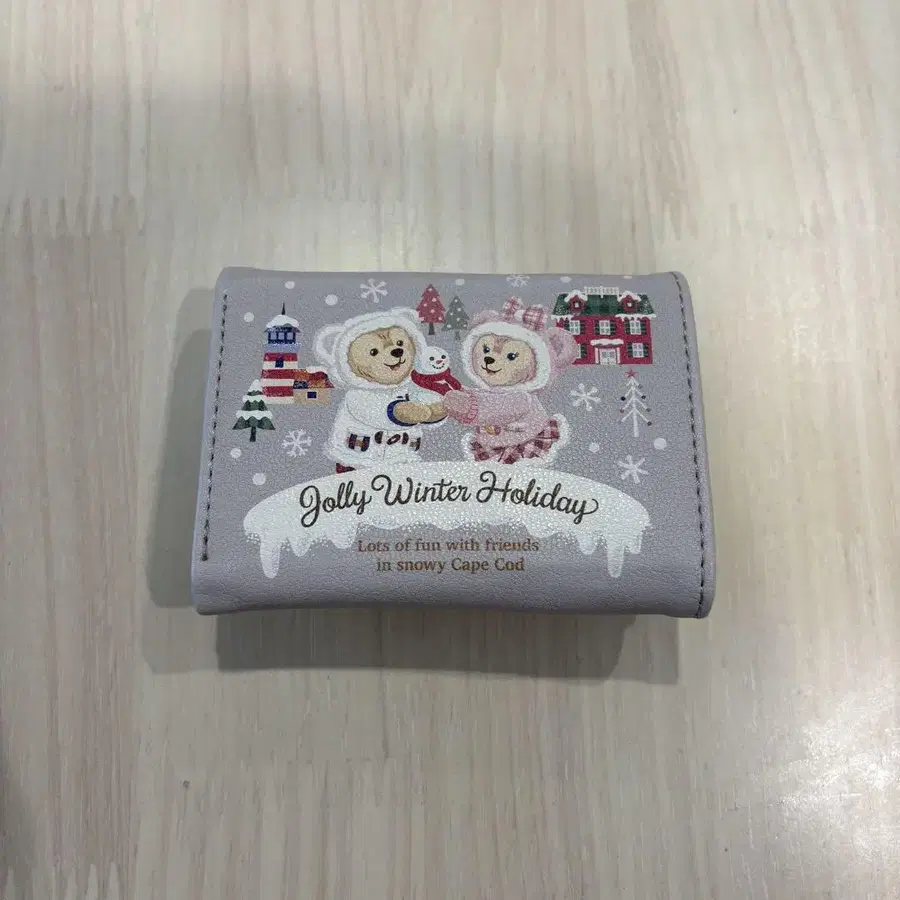 Jolly Winter Holiday
Lots of fun with friends
in snowy Cape Cod